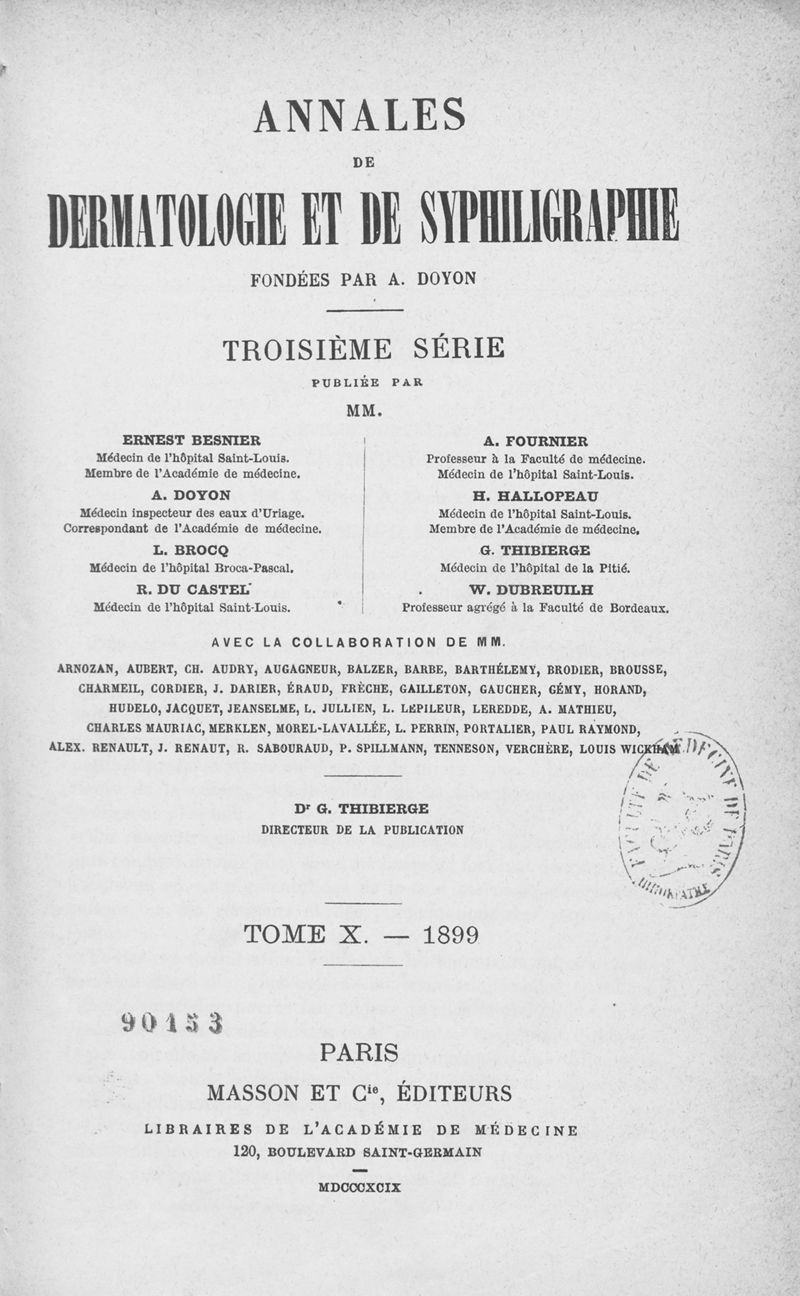 ANNALES
DE
DERMATOLOGIE ET DE SYPHILIGRAPHIE
FONDÉES PAR A. DOYON
TROISIÈME SÉRIE
PUBLIÉE PAR
MM.
ERNEST BESNIER
Médecin de l'hôpital Saint-Louis.
Membre de l'Académie de médecine.
A. DOYON
Médecin inspecteur des eaux d'Uriage.
Correspondant de l'Académie de médecine.
L. BROCQ
Médecin de l'hôpital Broca-Pascal.
R. DU CASTEL
Médecin de l'hôpital Saint-Louis.
A. FOURNIER
Professeur à la Faculté de médecine.
Médecin de l'hôpital Saint-Louis.
H. HALLOPEAU
Médecin de l'hôpital Saint-Louis.
Membre de l'Académie de médecine.
G. THIBIERGE
Médecin de l'hôpital de la Pitié.
W. DUBREUILH
Professeur agrégé à la Faculté de Bordeaux.
AVEC LA COLLABORATION DE MM.
ARNOZAN, AUBERT, CH. AUDRY, AUGAGNEUR, BALZER, BARBE, BARTHÉLEMY, BRODIER, BROUSSE,
CHARMEIL, CORDIER, J. DARIER, ÉRAUD, FRÈCHE, GAILLETON, GAUCHER, GÉMY, HORAND,
HUDELO, JACQUET, JEANSELME, L. JULLIEN, L. LEPILEUR, LEREDDE, A. MATHIEU,
CHARLES MAURIAC, MERKLEN, MOREL-LAVALLÉE, L. PERRIN, PORTALIER, PAUL RAYMOND,
ALEX. RENAULT, J. RENAUT, R. SABOURAUD, P. SPILLMANN, TENNESON, VERCHÈRE, LOUIS WICKHAM.
Dr G. THIBIERGE
DIRECTEUR DE LA PUBLICATION
FACULTÉ DE MÉDECINE DE PARIS
TOME X. — 1899
90153
PARIS
MASSON ET Cie, ÉDITEURS
LIBRAIRES DE L'ACADÉMIE DE MÉDECINE
120, BOULEVARD SAINT-GERMAIN
MDCCCXCIX